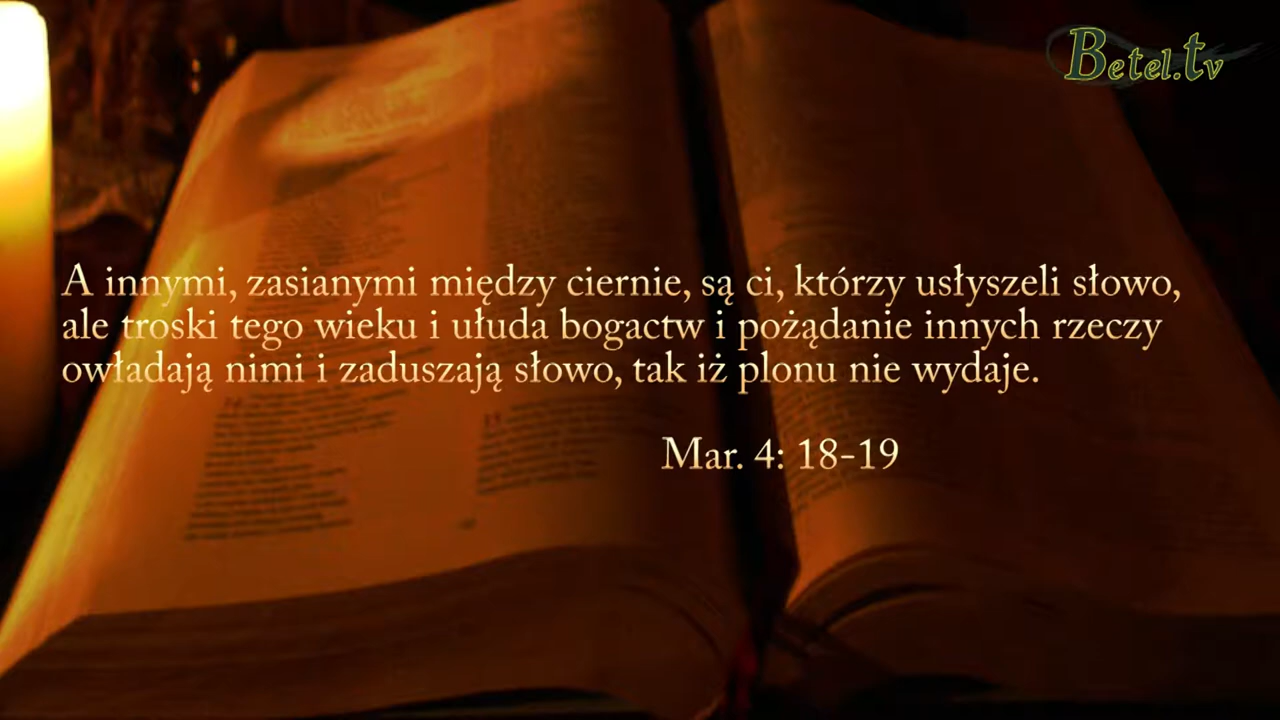 Betel.tv
A innymi, zasianymi między ciernie, są ci, którzy usłyszeli słowo,
ale troski tego wieku i ułuda bogactw i pożądanie innych rzeczy
owładają nimi i zaduszają słowo, tak iż plonu nie wydaje.
Mar. 4: 18-19